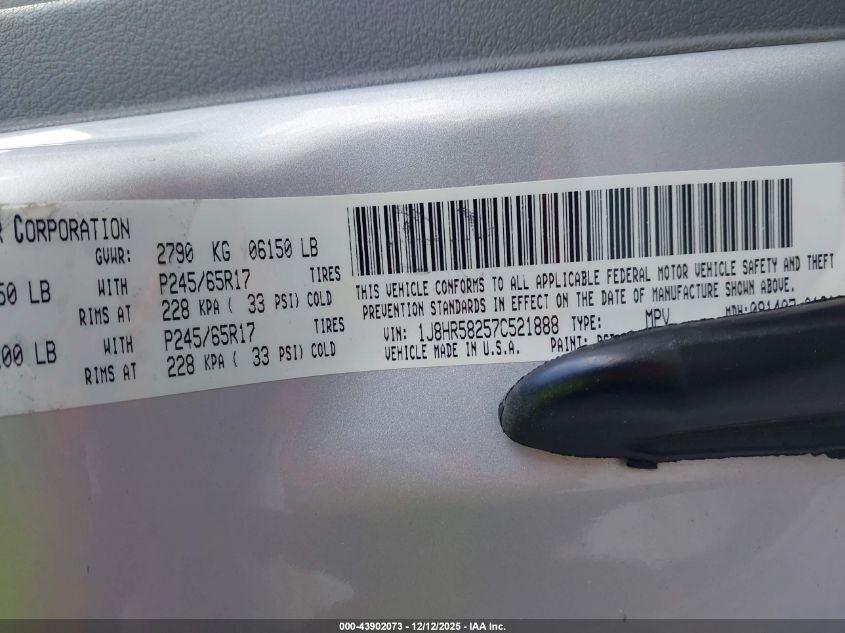 R CORPORATION
GVWR: 2790 KG 06150 LB
50 LB WITH P245/65R17 TIRES
RIMS AT 228 KPA ( 33 PSI) COLD
00 LB WITH P245/65R17 TIRES
RIMS AT 228 KPA ( 33 PSI) COLD
THIS VEHICLE CONFORMS TO ALL APPLICABLE FEDERAL MOTOR VEHICLE SAFETY AND THEFT
PREVENTION STANDARDS IN EFFECT ON THE DATE OF MANUFACTURE SHOWN ABOVE.
VIN: 1J8HR58257C521888 TYPE: MPV MDH:
VEHICLE MADE IN U.S.A. PAINT:
000-43902073 - 12/12/2025 - IAA Inc.